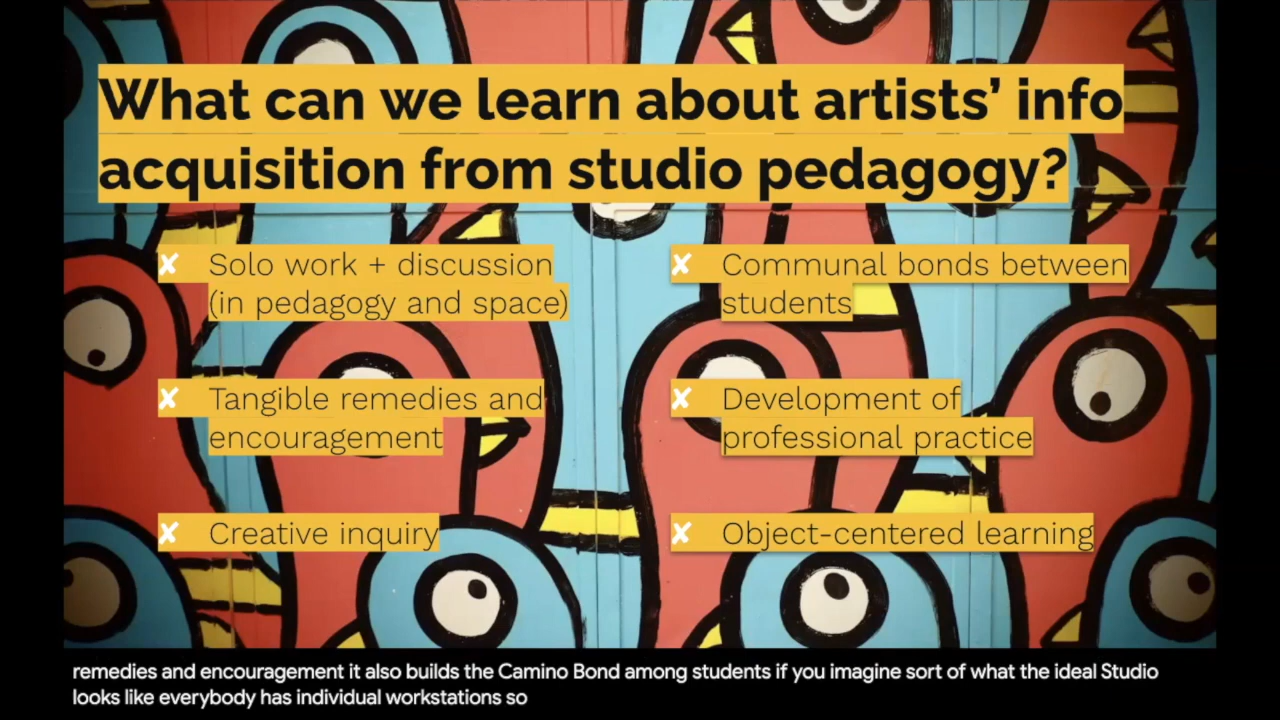 What can we learn about artists’ info
acquisition from studio pedagogy?
✘ Solo work + discussion
(in pedagogy and space)
✘ Tangible remedies and
encouragement
✘ Creative inquiry
✘ Communal bonds between
students
✘ Development of
professional practice
✘ Object-centered learning
remedies and encouragement it also builds the Camino Bond among students if you imagine sort of what the ideal Studio
looks like everybody has individual workstations so